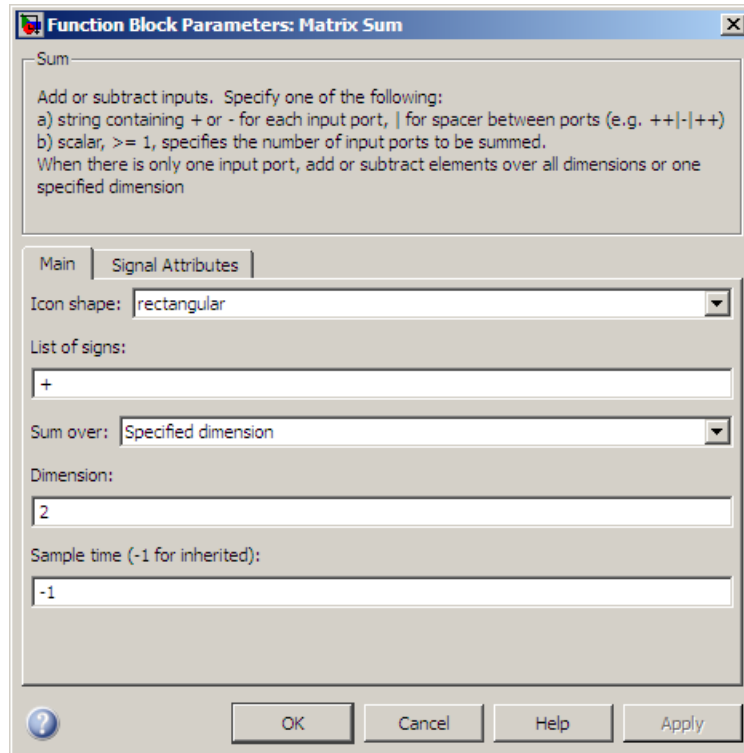 Function Block Parameters: Matrix Sum
Sum
Add or subtract inputs.  Specify one of the following:
a) string containing + or - for each input port, | for spacer between ports (e.g. ++|-|++)
b) scalar, >= 1, specifies the number of input ports to be summed.
When there is only one input port, add or subtract elements over all dimensions or one
specified dimension
Main Signal Attributes
Icon shape: rectangular
List of signs:
+
Sum over: Specified dimension
Dimension:
2
Sample time (-1 for inherited):
-1
? OK Cancel Help Apply